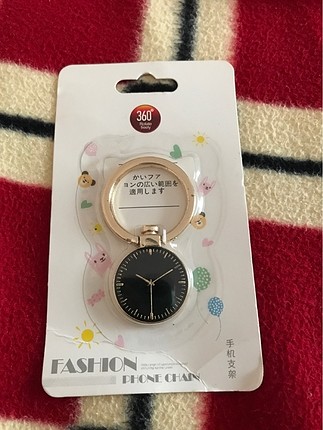 360°
かいファ
ョンの広い範囲を
適用します
手机支架
FASHION
PHONE CHAIN